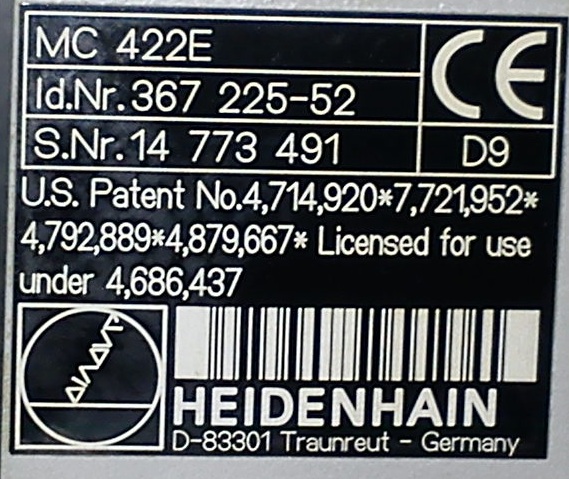 MC 422E
CE
Id.Nr.367 225-52
S.Nr.14 773 491
D9
U.S. Patent No.4,714,920*7,721,952*
4,792,889*4,879,667* Licensed for use
under 4,686,437
HEIDENHAIN
D-83301 Traunreut - Germany